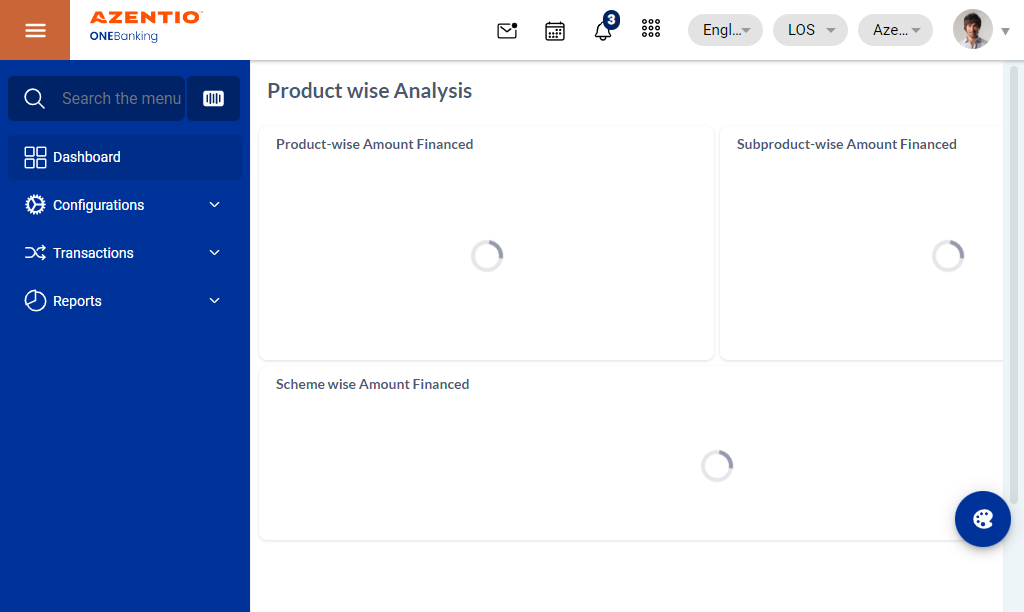 AZENTIO™
ONEBanking
3
Engl...
LOS
Aze...
Search the menu
Dashboard
Configurations
Transactions
Reports
Product wise Analysis
Product-wise Amount Financed
Subproduct-wise Amount Financed
Scheme wise Amount Financed